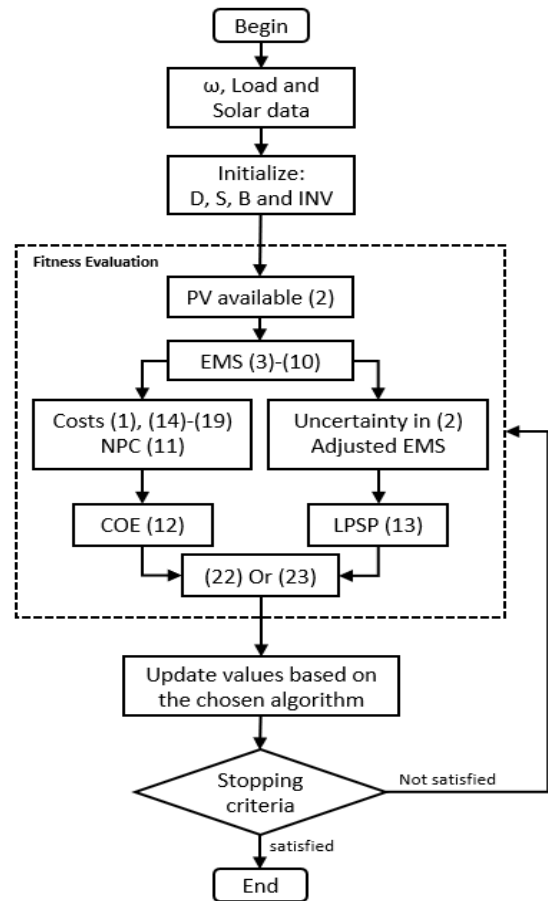 Begin
ω, Load and
Solar data
Initialize:
D, S, B and INV
Fitness Evaluation
PV available (2)
EMS (3)-(10)
Costs (1), (14)-(19)
NPC (11)
Uncertainty in (2)
Adjusted EMS
COE (12)
LPSP (13)
(22) Or (23)
Update values based on
the chosen algorithm
Stopping
criteria
Not satisfied
satisfied
End